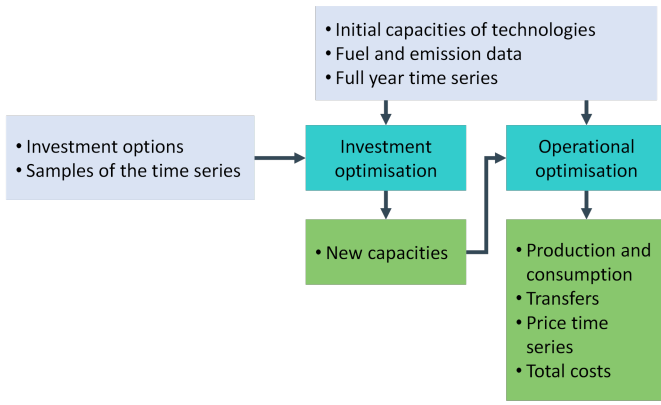 • Initial capacities of technologies
• Fuel and emission data
• Full year time series
• Investment options
• Samples of the time series
Investment
optimisation
Operational
optimisation
• New capacities
• Production and
consumption
• Transfers
• Price time
series
• Total costs